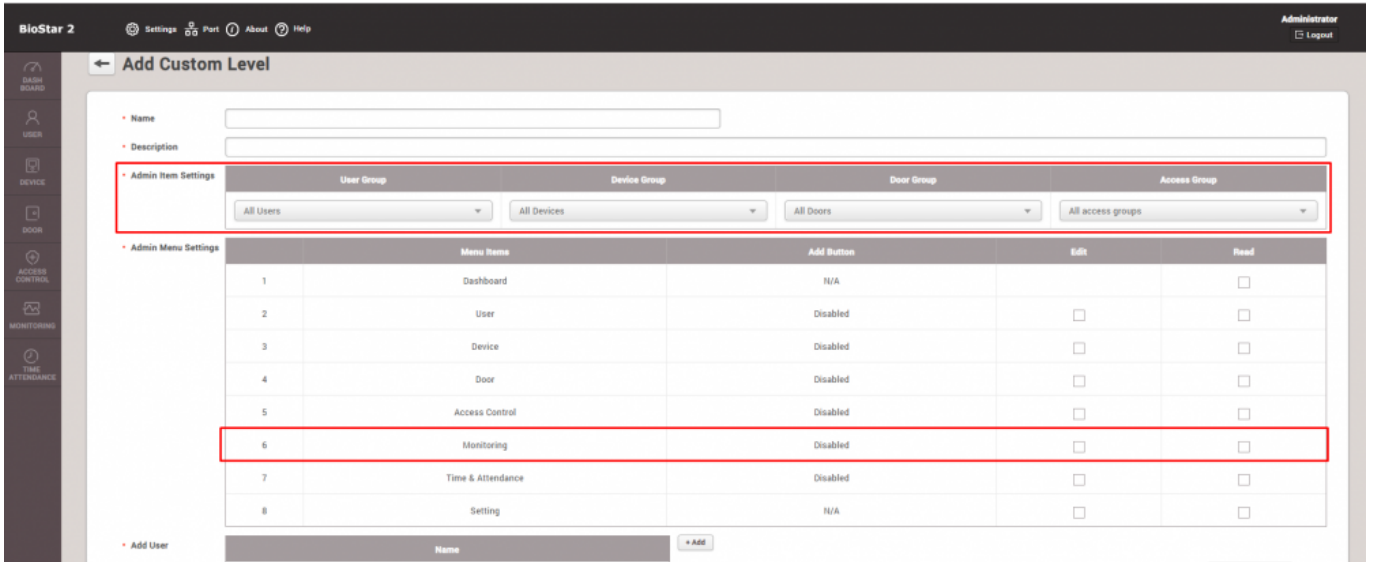 BioStar 2 Settings Port About Help Administrator
Logout
DASH
BOARD
USER
DEVICE
DOOR
ACCESS
CONTROL
MONITORING
TIME
ATTENDANCE
Add Custom Level
• Name
• Description
• Admin Item Settings User Group Device Group Door Group Access Group
All Users All Devices All Doors All access groups
• Admin Menu Settings Menu Items Add Button Edit Read
1 Dashboard N/A
2 User Disabled
3 Device Disabled
4 Door Disabled
5 Access Control Disabled
6 Monitoring Disabled
7 Time & Attendance Disabled
8 Setting N/A
• Add User Name + Add